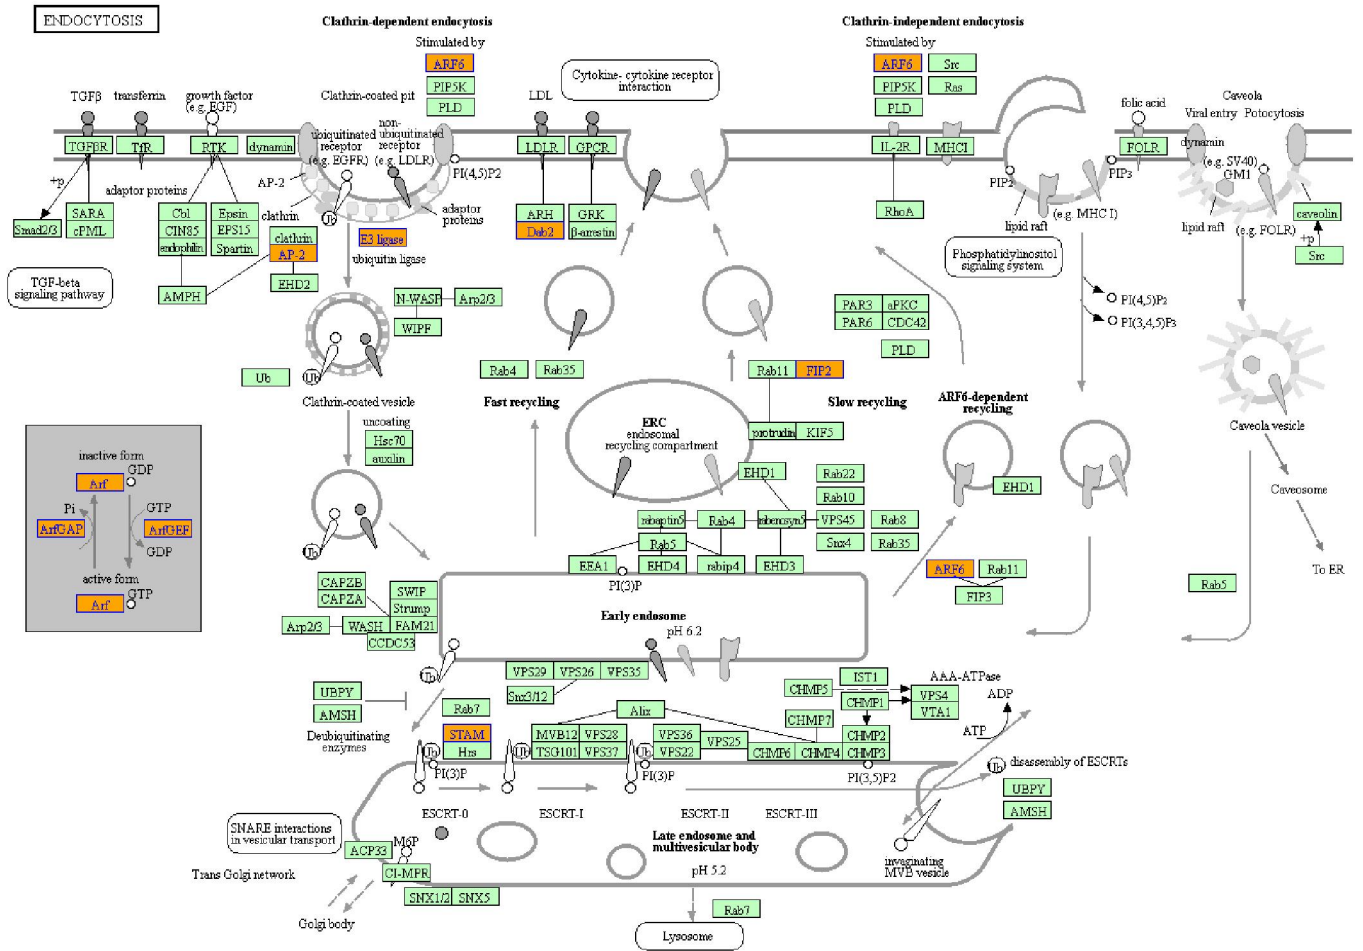 ENDOCYTOSIS
Clathrin-dependent endocytosis
Stimulated by
ARF6
PIP5K
PLD
Clathrin-independent endocytosis
Stimulated by
ARF6
Src
PIP5K
Ras
PLD
Cytokine- cytokine receptor
interaction
TGFβ
transferrin
growth factor
(e.g. EGF)
Clathrin-coated pit
LDL
folic acid
Caveola
Viral entry
Potocytosis
TGFβR
TfR
RTK
dynamin
ubiquitinated
receptor
(e.g. EGFR)
non-
ubiquitinated
receptor
(e.g. LDLR)
PI(4,5)P2
LDLR
GPCR
IL-2R
MHCI
FOLR
dynamin
(e.g. SV40)
GM1
+p
adaptor proteins
AP-2
clathrin
Ub
adaptor
proteins
PIP2
PIP3
lipid raft
(e.g. MHC I)
lipid raft
(e.g. FOLR)
caveolin
+p
Src
Smad2/3
SARA
cPML
Cbl
CIN85
endophilin
Epsin
EPS15
Spartin
clathrin
AP-2
EHD2
AMPH
E3 ligase
ubiquitin ligase
ARH
Dab2
GRK
β-arrestin
RhoA
TGF-beta
signaling pathway
Phosphatidylinositol
signaling system
N-WASP
Arp2/3
WIPF
PAR3
aPKC
PAR6
CDC42
PLD
PI(4,5)P2
PI(3,4,5)P3
Ub
Ub
Clathrin-coated vesicle
Rab4
Rab35
Rab11
FIP2
Fast recycling
Slow recycling
ARF6-dependent
recycling
uncoating
Hsc70
auxilin
ERC
endosomal
recycling compartment
protrudin
KIF5
Caveola vesicle
inactive form
GDP
Arf
Pi
GTP
ArfGAP
ArfGEF
GDP
active form
GTP
Arf
EHD1
Rab22
Rab10
EHD1
Caveosome
rabaptin5
Rab4
rabenosyn5
VPS45
Rab8
Rab5
Snx4
Rab35
Ub
EEA1
EHD4
rabip4
EHD3
PI(3)P
ARF6
Rab11
FIP3
To ER
Rab5
CAPZB
CAPZA
SWIP
Strump
Arp2/3
WASH
FAM21
CCDC53
Early endosome
pH 6.2
Ub
VPS29
VPS26
VPS35
Snx3/12
UBPY
AMSH
Deubiquitinating
enzymes
Rab7
STAM
Hrs
Alix
MVB12
VPS28
TSG101
VPS37
VPS36
VPS22
VPS25
IST1
CHMP5
CHMP1
CHMP7
CHMP2
CHMP6
CHMP4
CHMP3
AAA-ATPase
VPS4
VTA1
ADP
ATP
Ub
Ub
Ub
PI(3)P
PI(3)P
PI(3,5)P2
Ub
disassembly of ESCRTs
UBPY
AMSH
ESCRT-0
ESCRT-I
ESCRT-II
ESCRT-III
SNARE interactions
in vesicular transport
ACP33
M6P
CI-MPR
Late endosome and
multivesicular body
pH 5.2
invaginating
MVB vesicle
Trans Golgi network
SNX1/2
SNX5
Golgi body
Rab7
Lysosome